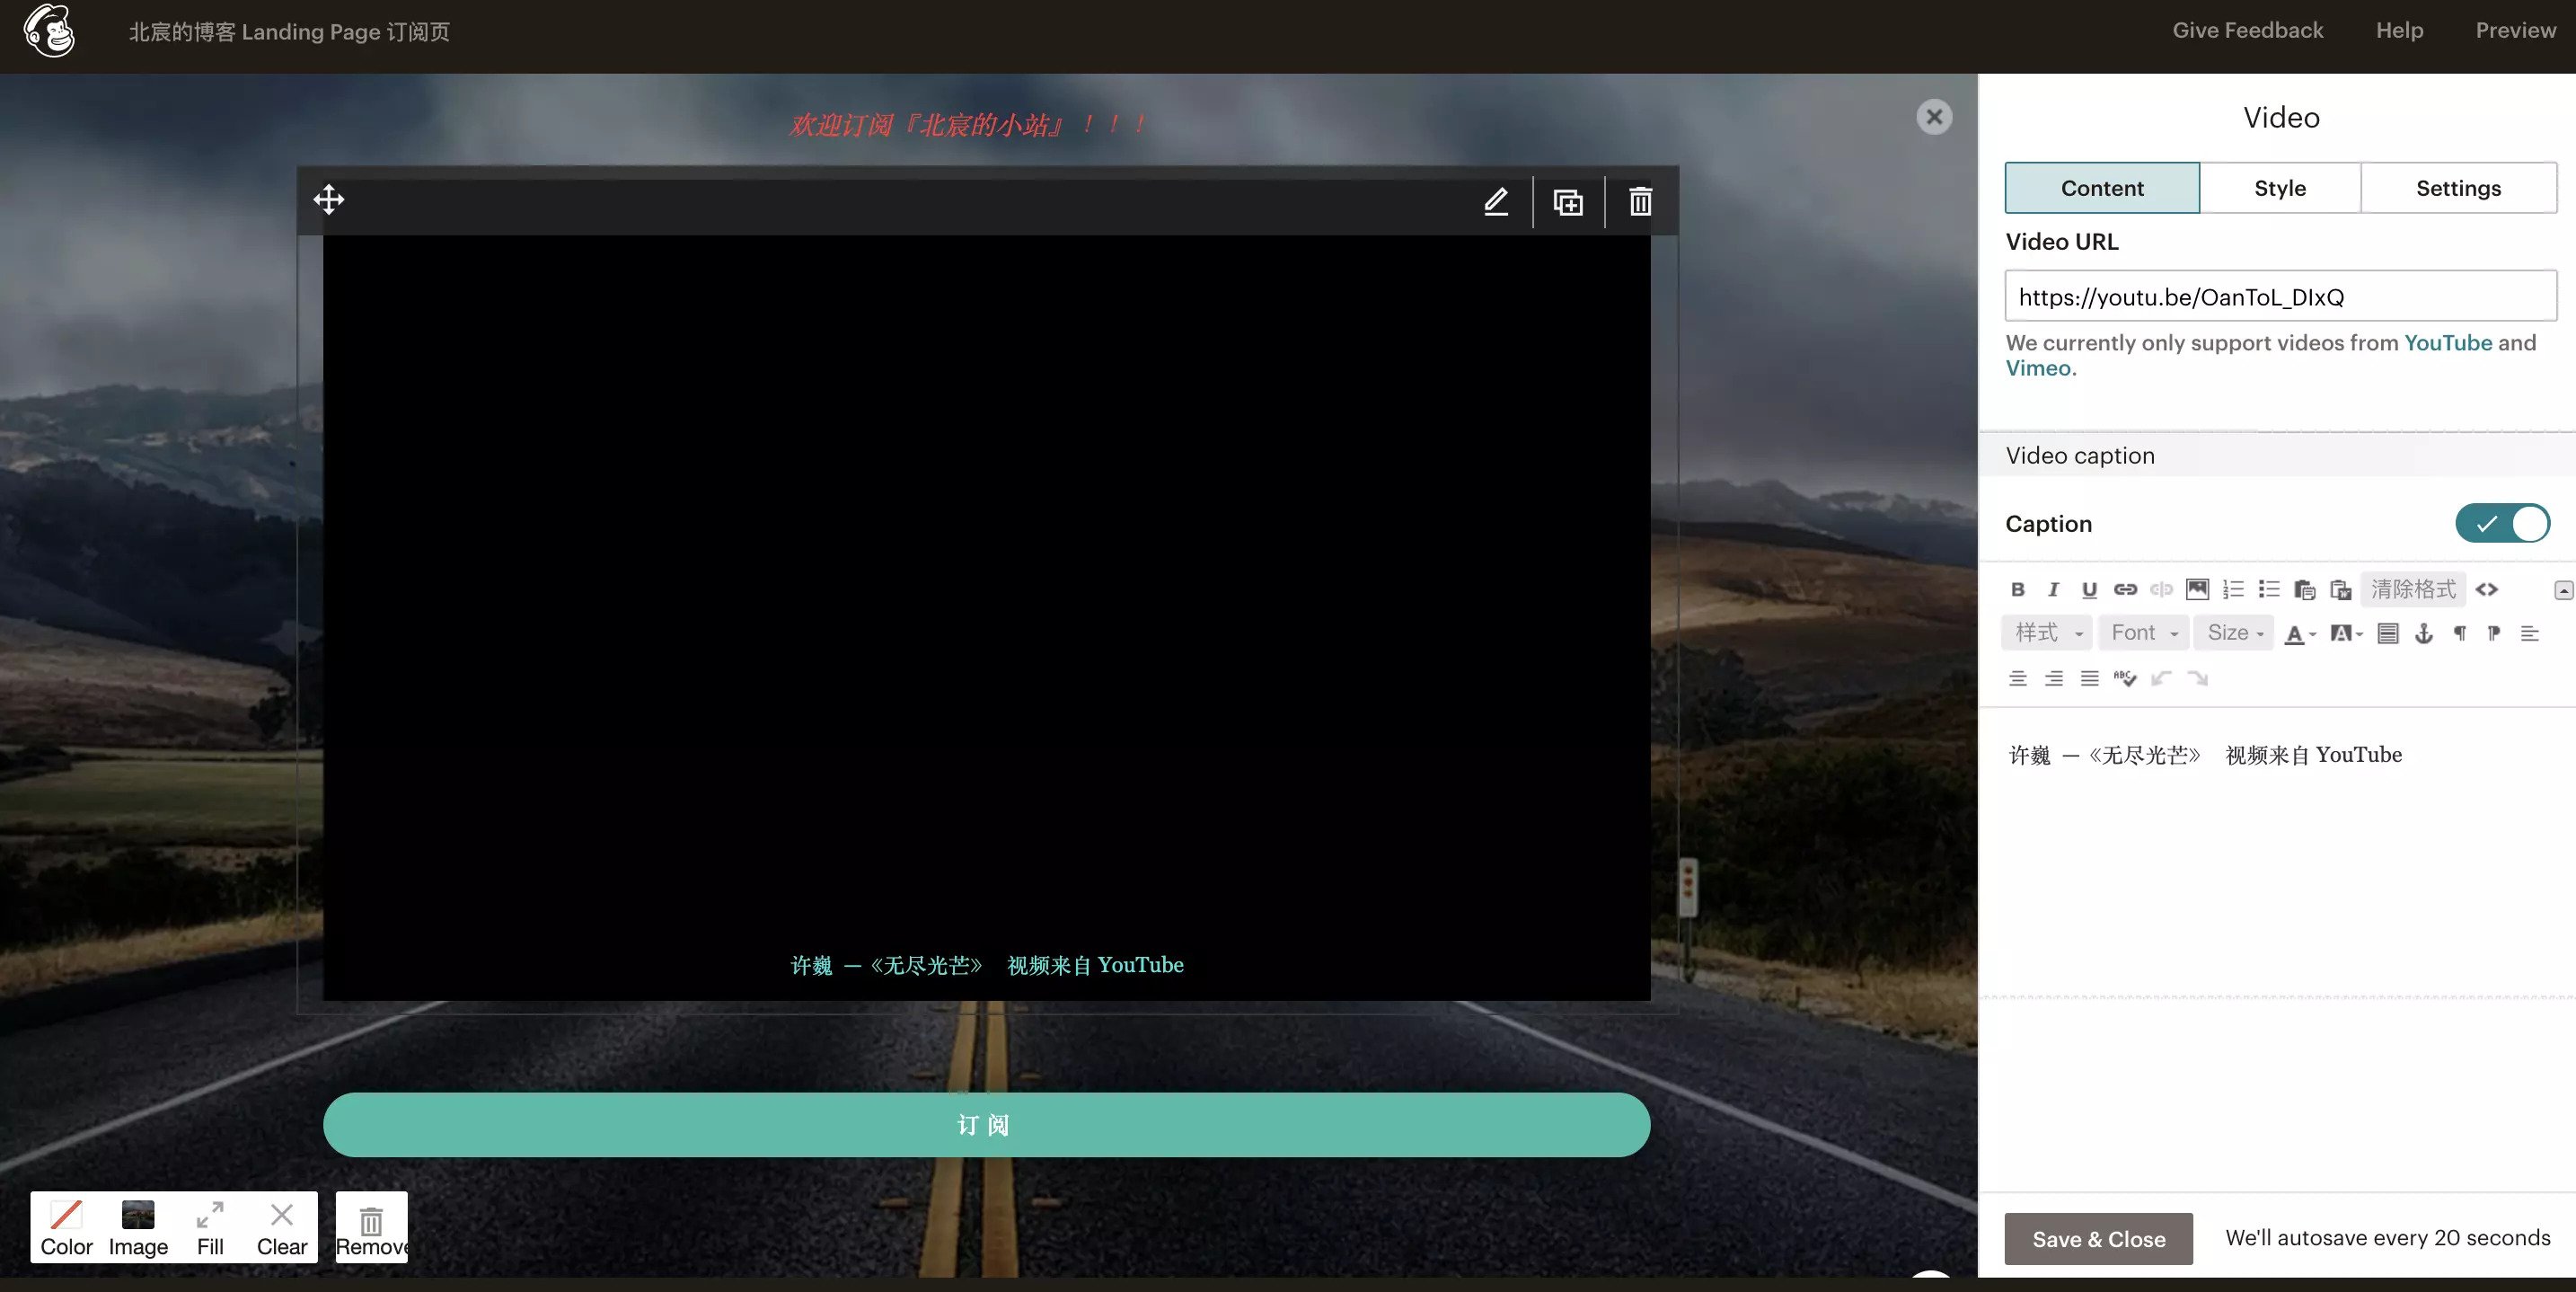 北宸的博客 Landing Page 订阅页
Give Feedback
Help
Preview
欢迎订阅『北宸的小站』！！！
许巍 —《无尽光芒》 视频来自 YouTube
订 阅
Color
Image
Fill
Clear
Remove
Video
Content
Style
Settings
Video URL
https://youtu.be/OanToL_DIxQ
We currently only support videos from YouTube and
Vimeo.
Video caption
Caption
B I U
清除格式
样式
Font
Size
A
A
ABC
许巍 —《无尽光芒》 视频来自 YouTube
Save & Close
We'll autosave every 20 seconds